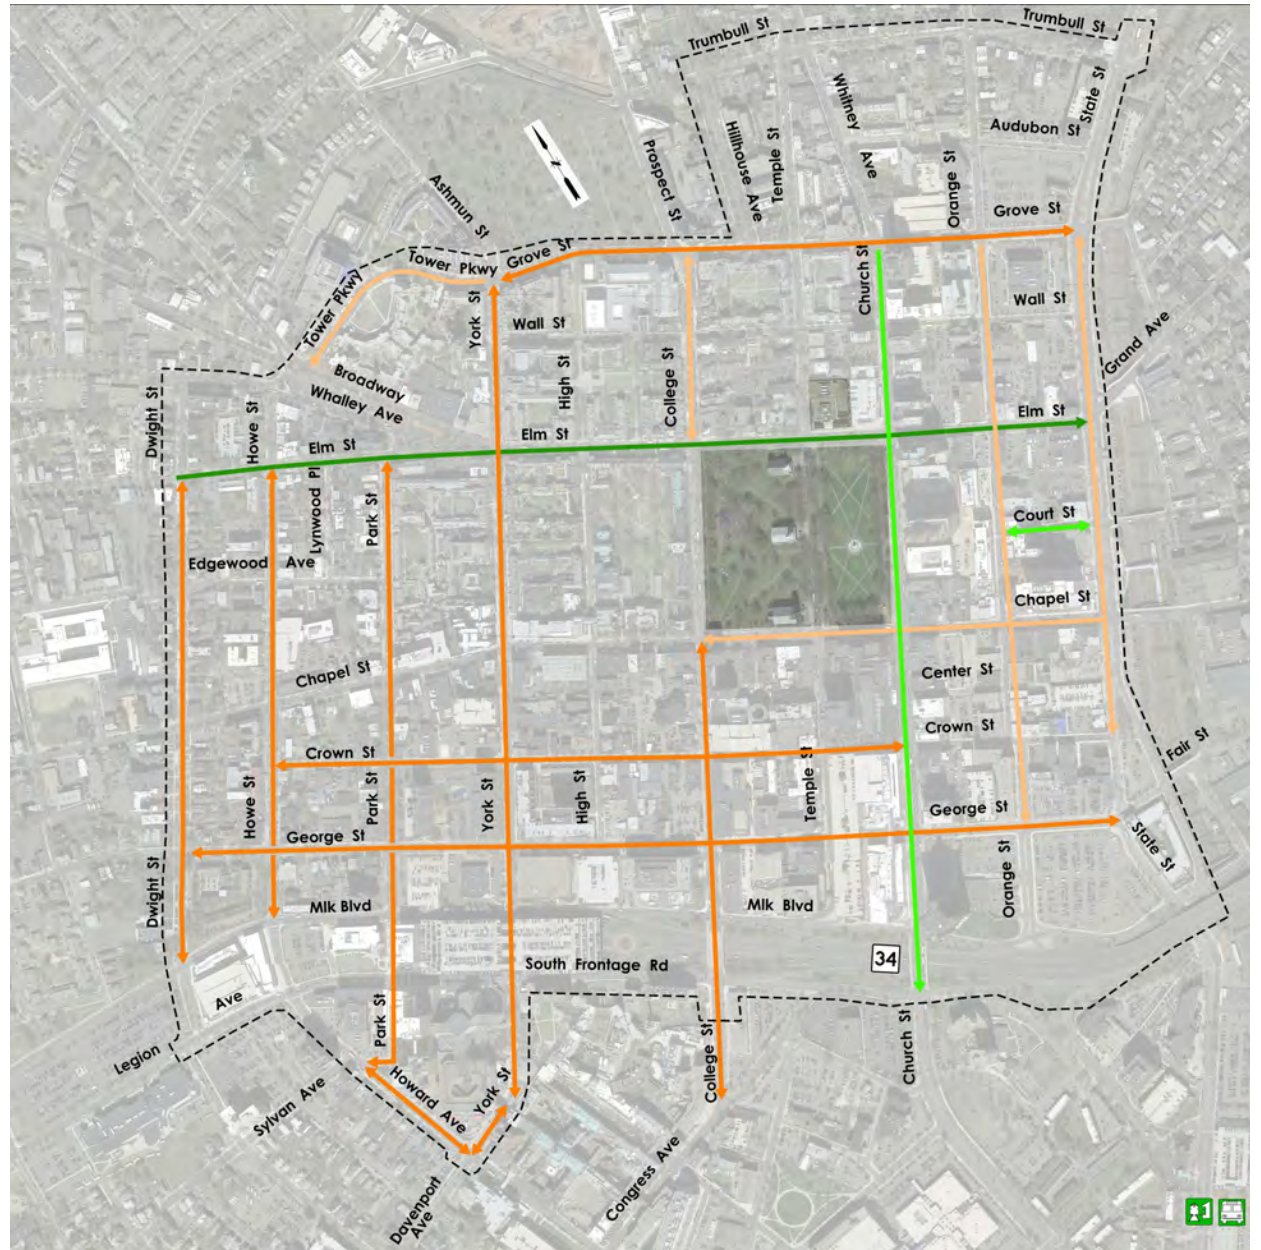 Trumbull St
Trumbull St
State St
Whitney
Ave
Audubon St
Hillhouse Ave
Temple St
Prospect St
Orange St
Grove St
Ashmun St
Grove St
Tower Pkwy
Tower Pkwy
Church St
York St
Wall St
Wall St
Grand Ave
High St
College St
Broadway
Whalley Ave
Dwight St
Howe St
Elm St
Elm St
Elm St
Lynwood Pl
Park St
Court St
Edgewood Ave
Chapel St
Chapel St
Center St
Crown St
Crown St
Fair St
Howe St
Park St
York St
High St
Temple St
George St
George St
State St
Dwight St
Orange St
Mlk Blvd
Mlk Blvd
34
South Frontage Rd
Ave
Park St
Legion
College St
Church St
Howard Ave
York St
Sylvan Ave
Congress Ave
Davenport
Ave